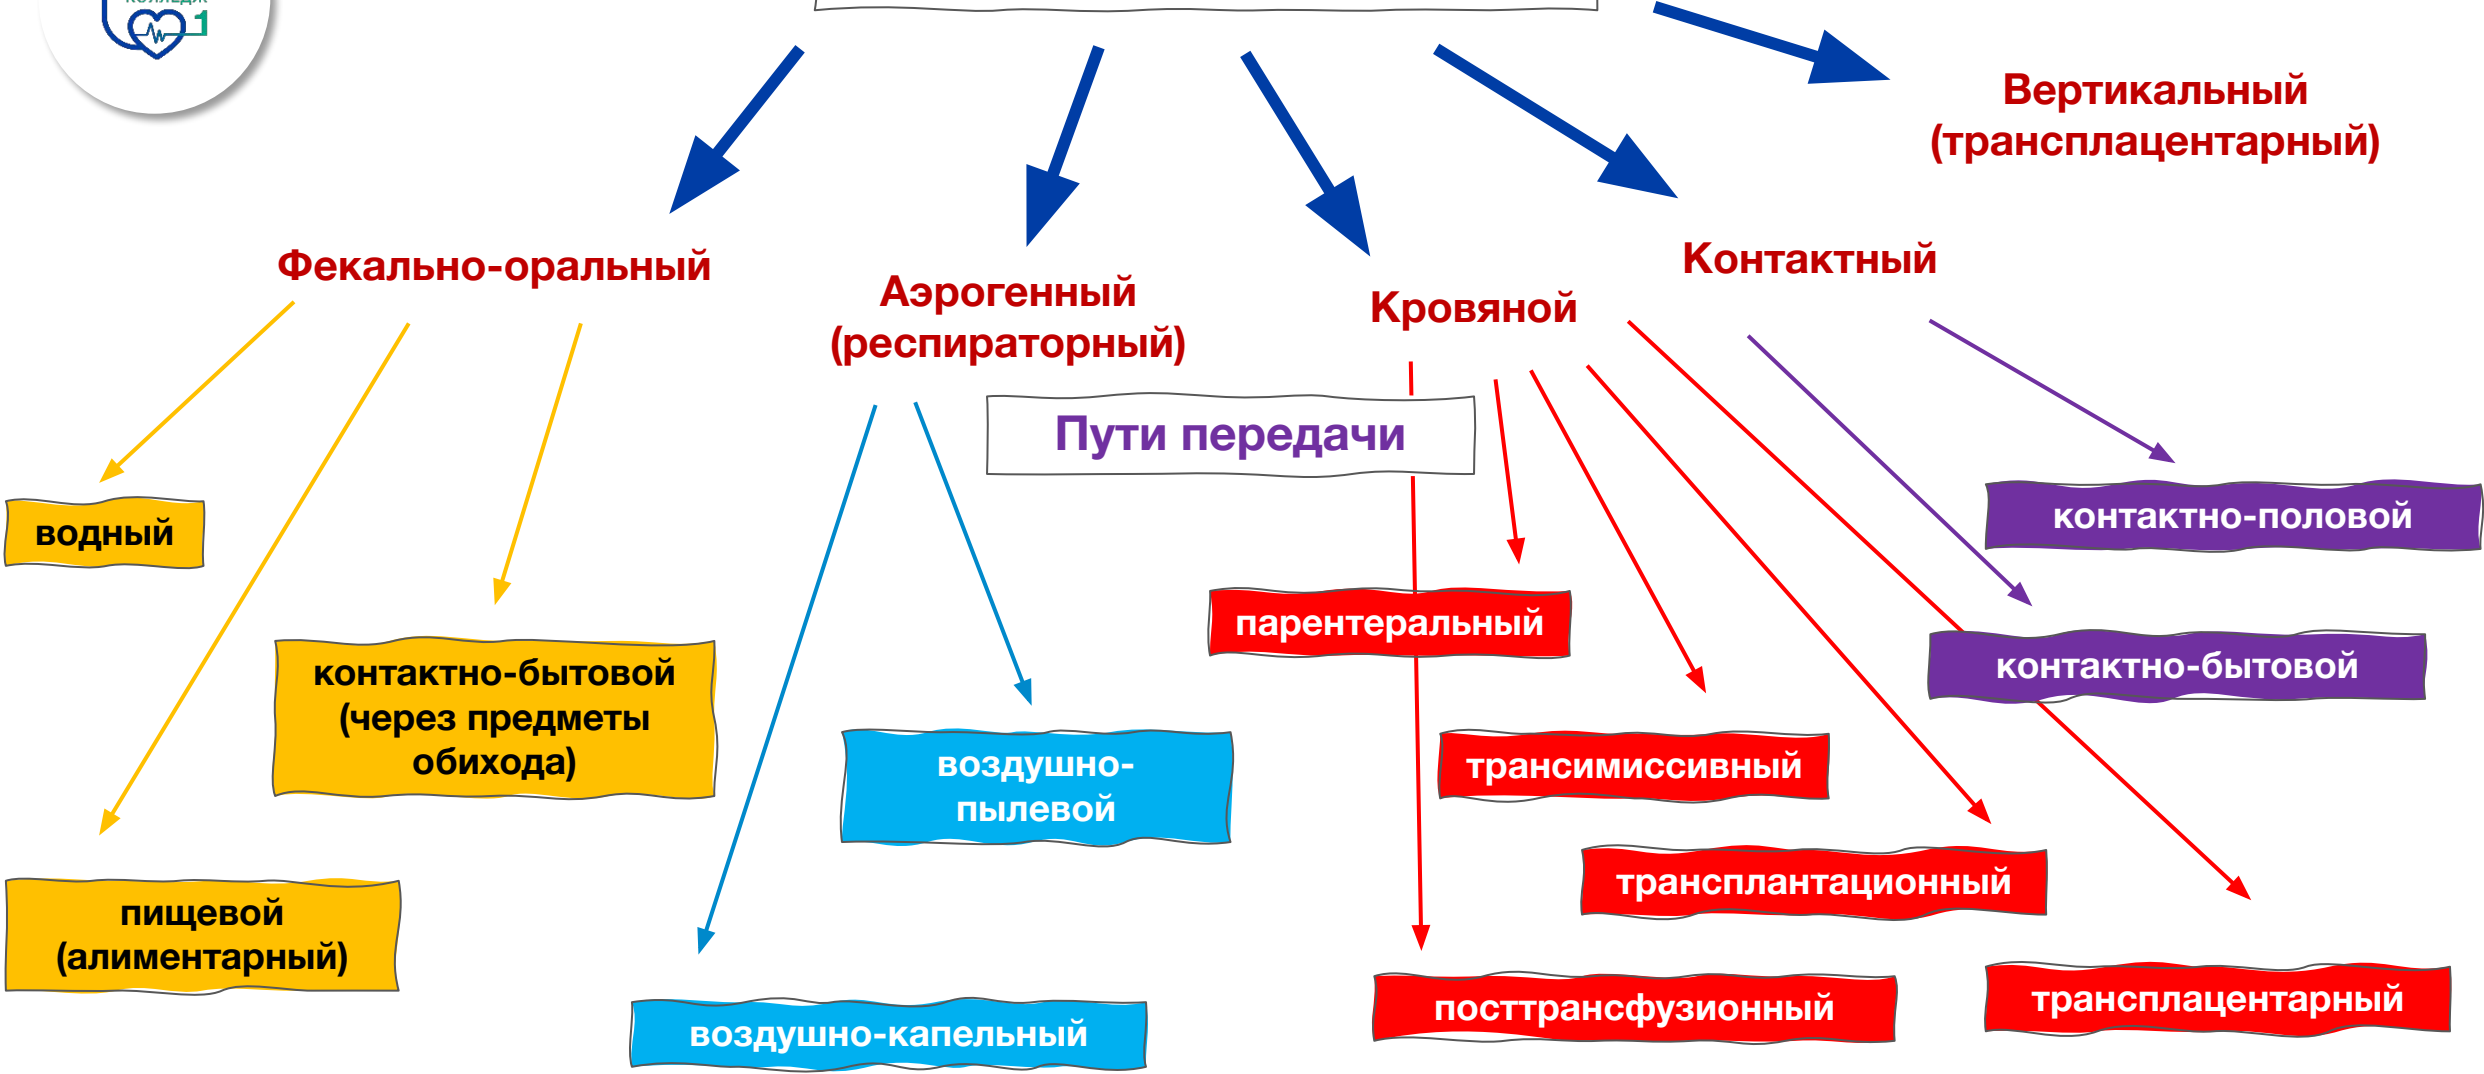 1
Вертикальный
(трансплацентарный)
Фекально-оральный
Аэрогенный
(респираторный)
Кровяной
Контактный
Пути передачи
водный
контактно-бытовой
(через предметы
обихода)
пищевой
(алиментарный)
воздушно-
пылевой
воздушно-капельный
парентеральный
трансимиссивный
трансплантационный
посттрансфузионный
трансплацентарный
контактно-половой
контактно-бытовой